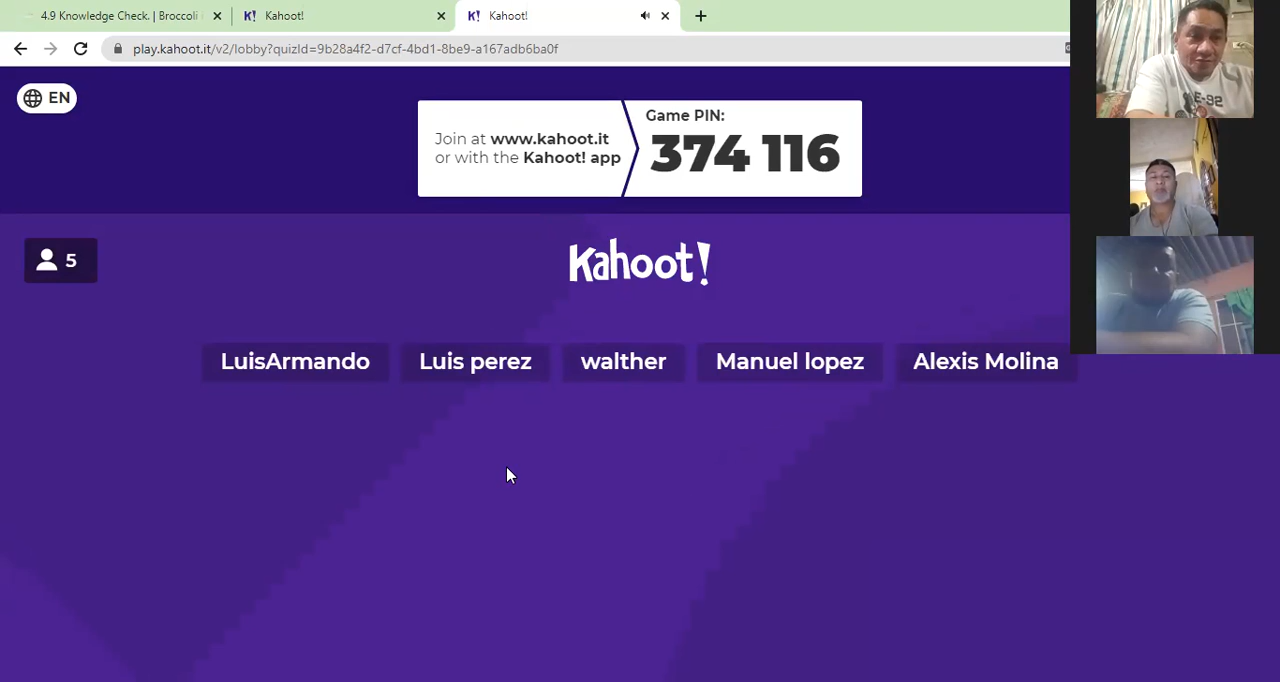 4.9 Knowledge Check. | Broccoli
Kahoot!
Kahoot!
play.kahoot.it/v2/lobby?quizId=9b28a4f2-d7cf-4bd1-8be9-a167adb6ba0f
EN
Join at www.kahoot.it
or with the Kahoot! app
Game PIN:
374 116
5
Kahoot!
LuisArmando Luis perez walther Manuel lopez Alexis Molina
E-92